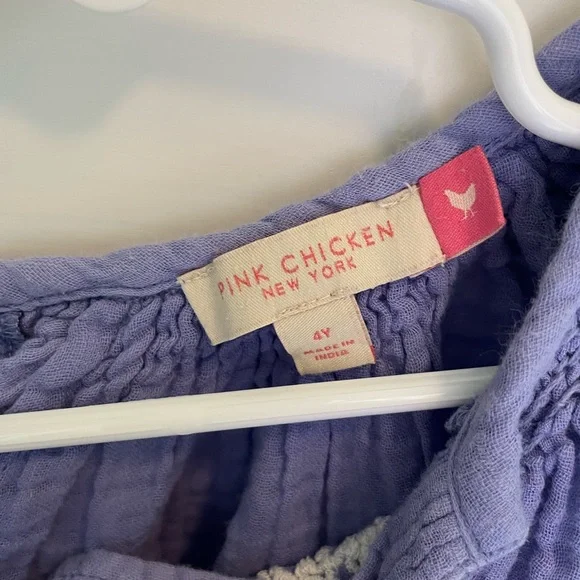 PINK CHICKEN
NEW YORK
4Y
MADE IN
INDIA